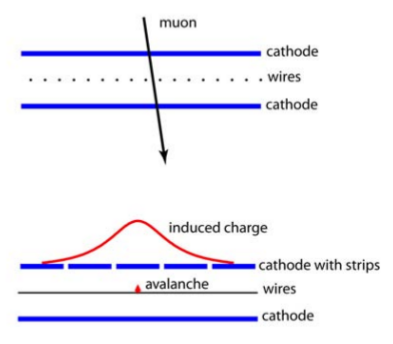 muon
cathode
wires
cathode
induced charge
cathode with strips
avalanche
wires
cathode